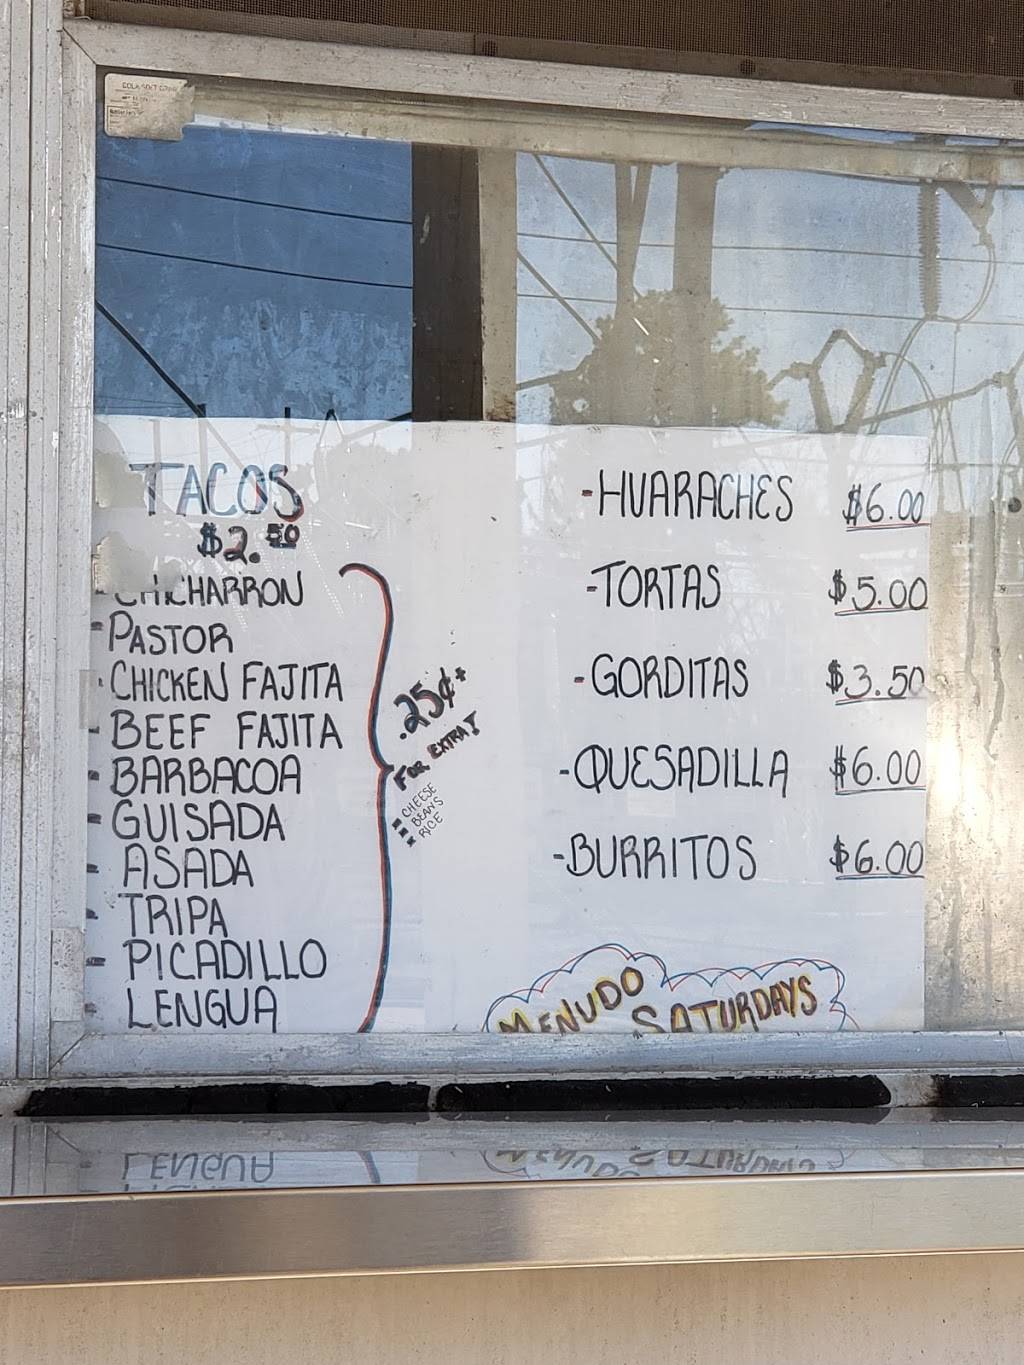 TACOS
$2.50
CHICHARRON
- PASTOR
- CHICKEN FAJITA
- BEEF FAJITA
- BARBACOA
- GUISADA
- ASADA
- TRIPA
- PICADILLO
- LENGUA
.25¢+
FOR EXTRA!
CHEESE
BEANS
RICE
-HUARACHES $6.00
-TORTAS $5.00
-GORDITAS $3.50
-QUESADILLA $6.00
-BURRITOS $6.00
MENUDO
SATURDAYS